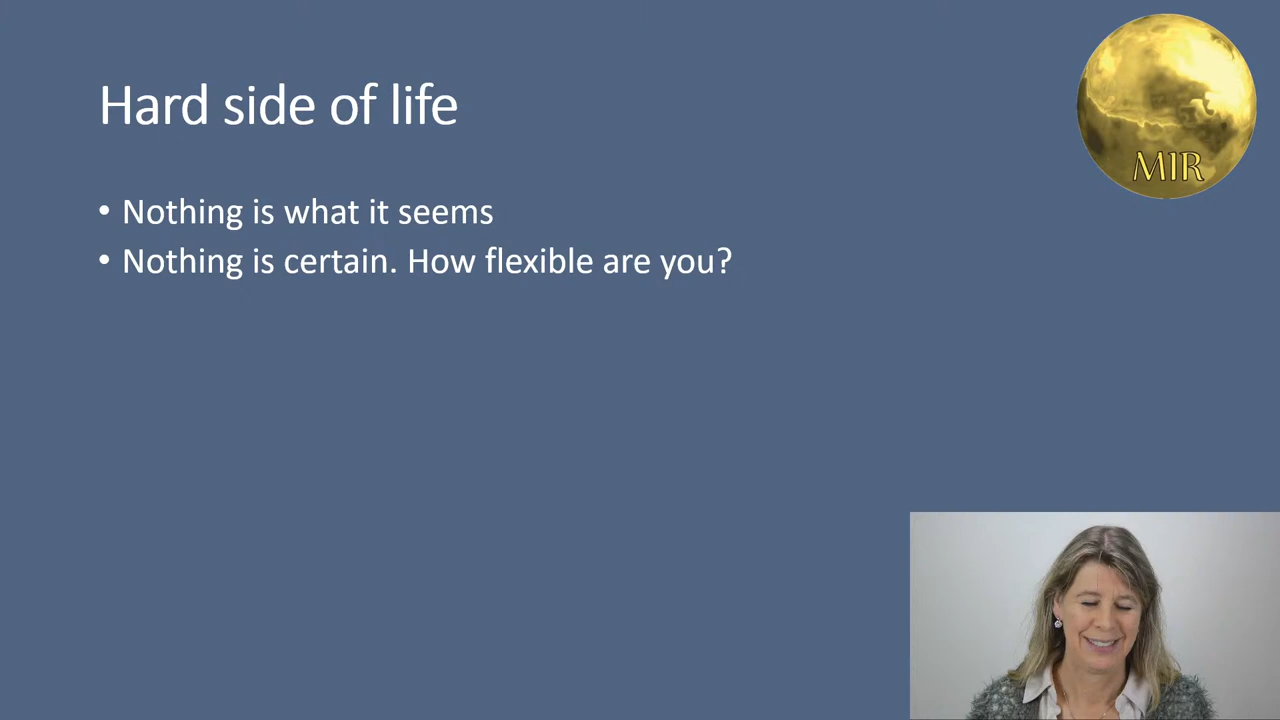 Hard side of life
MIR
• Nothing is what it seems
• Nothing is certain. How flexible are you?